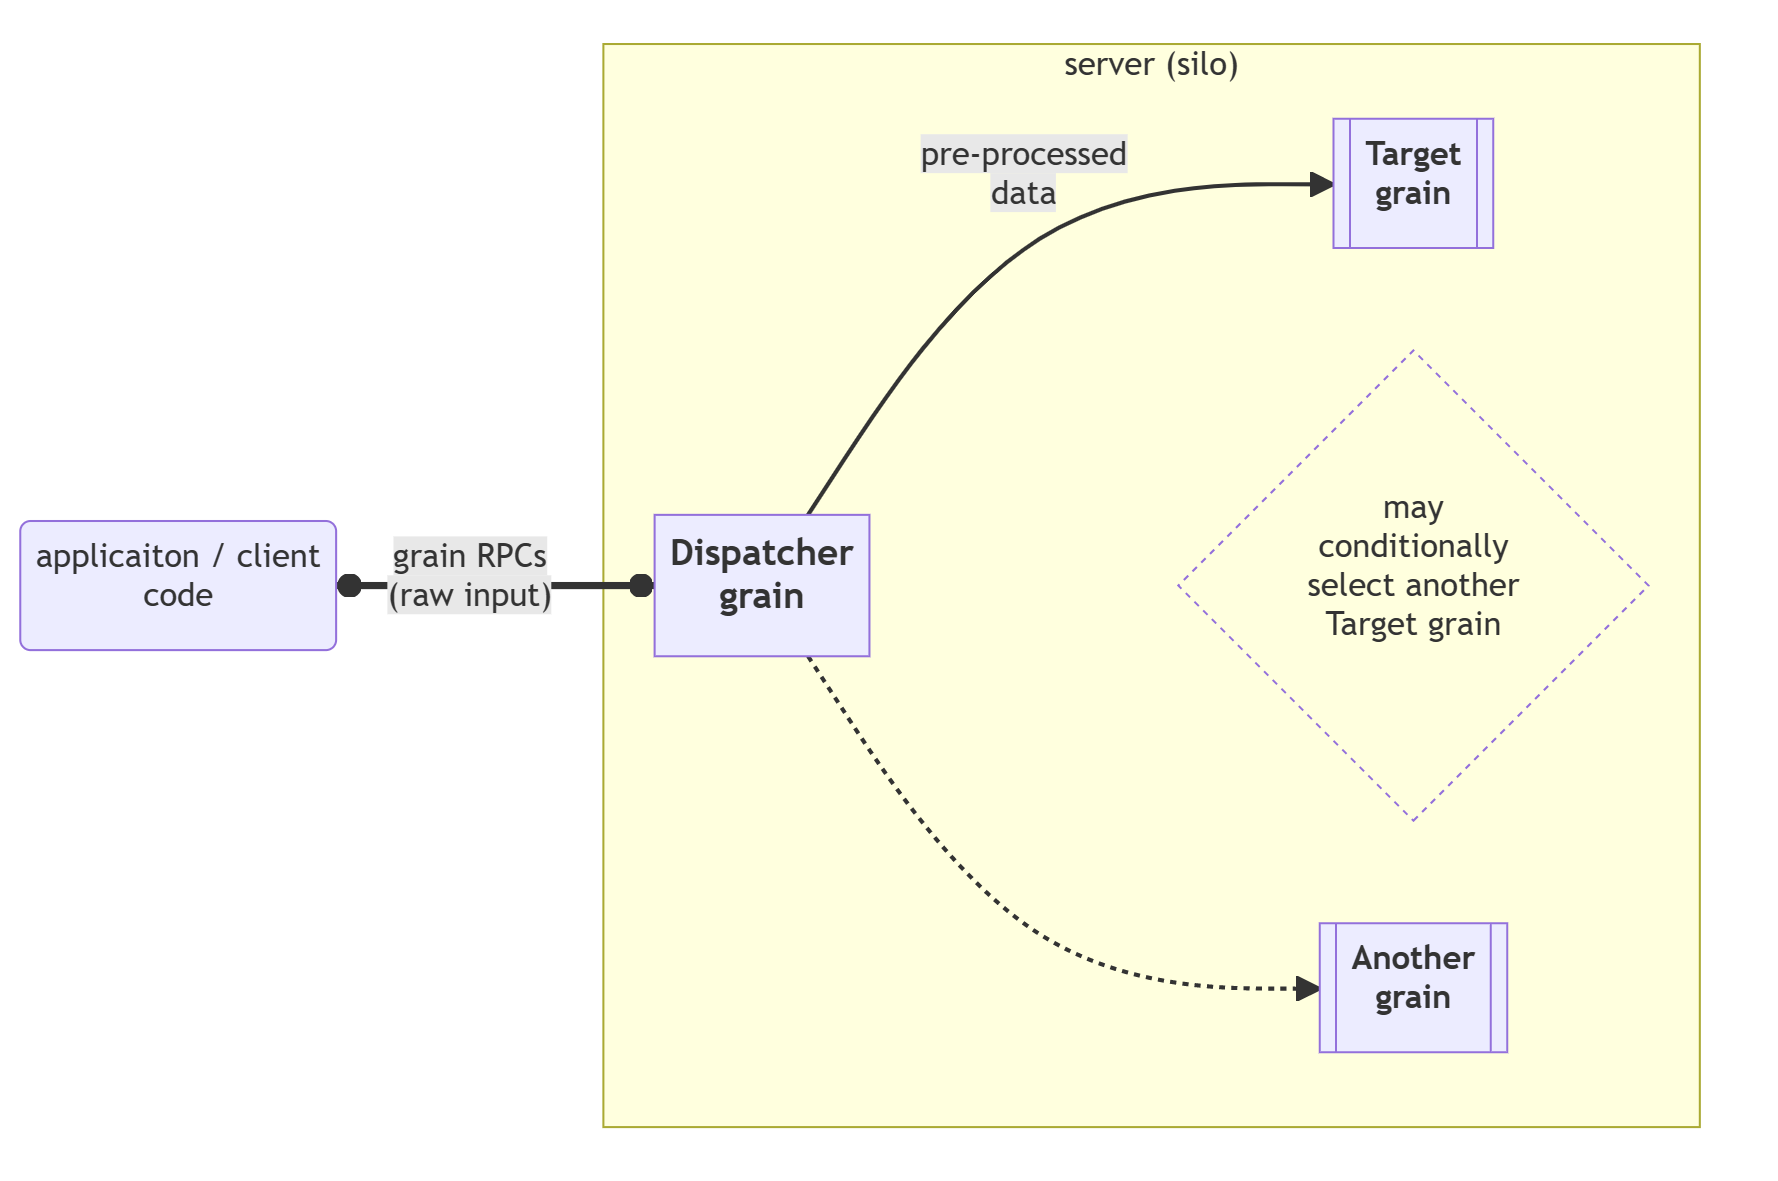 server (silo)
pre-processed
data
Target
grain
applicaiton / client
code
grain RPCs
(raw input)
Dispatcher
grain
may
conditionally
select another
Target grain
Another
grain